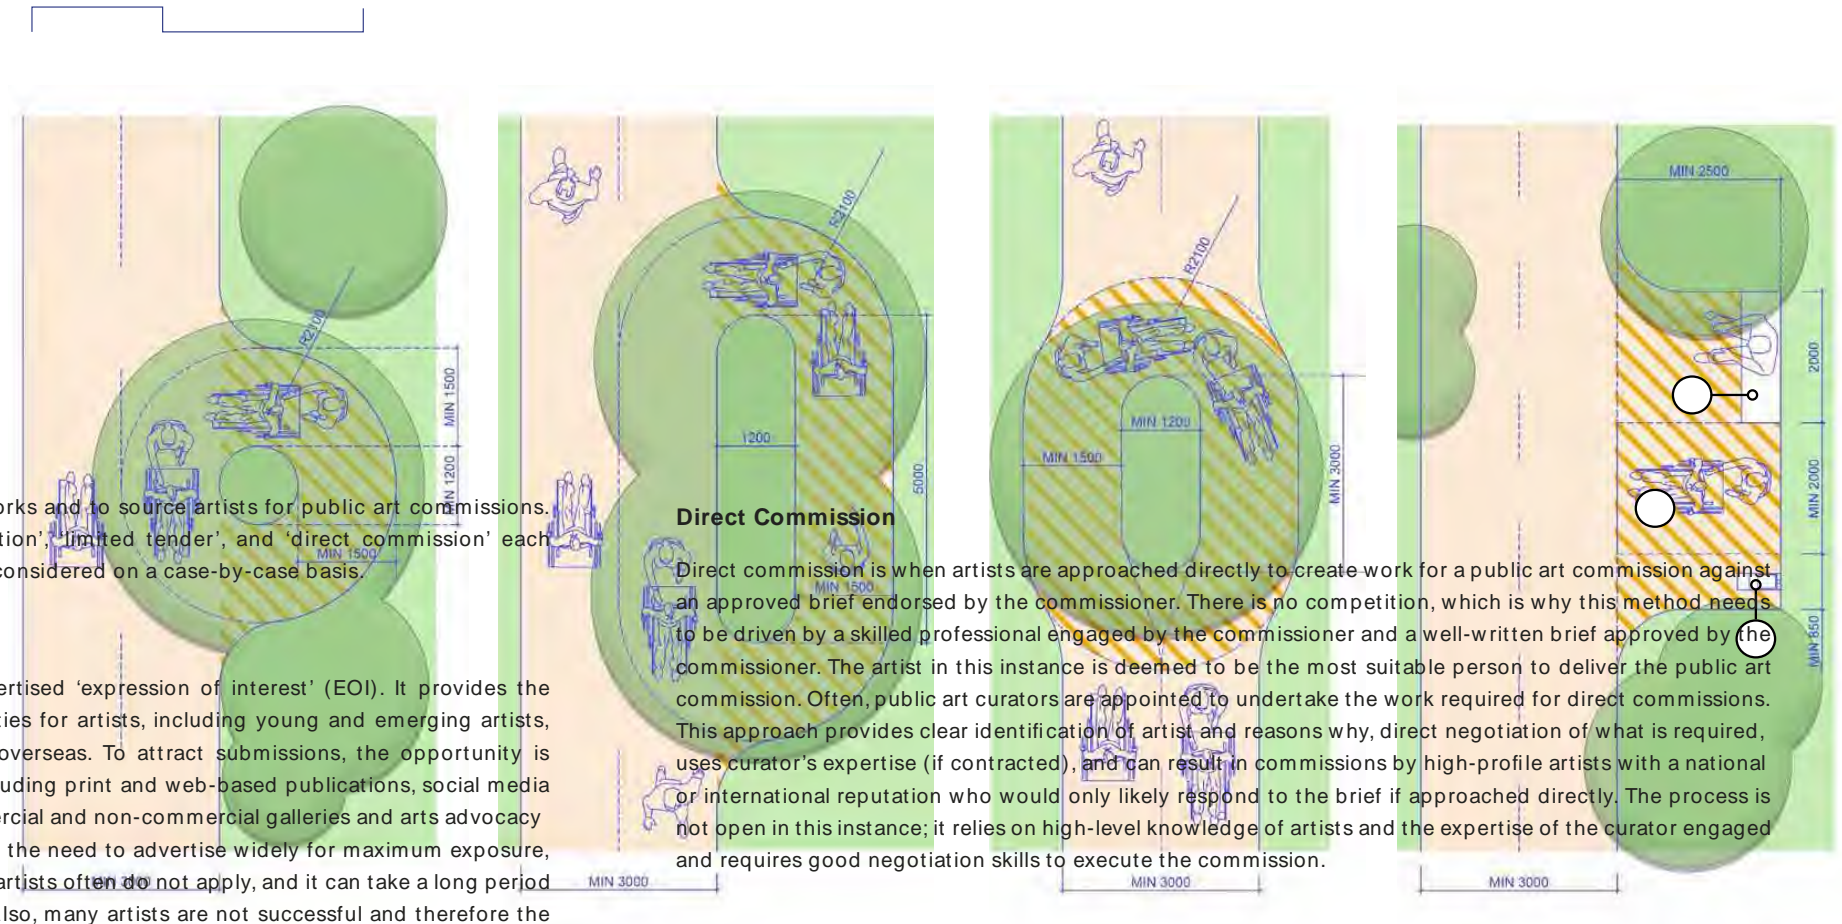 orks and to source artists for public art commissions.
tion', 'limited tender', and 'direct commission' each
considered on a case-by-case basis.
ertised 'expression of interest' (EOI). It provides the
ties for artists, including young and emerging artists,
overseas. To attract submissions, the opportunity is
uding print and web-based publications, social media
ercial and non-commercial galleries and arts advocacy
the need to advertise widely for maximum exposure,
artists often do not apply, and it can take a long period
lso, many artists are not successful and therefore the
Direct Commission
Direct commission is when artists are approached directly to create work for a public art commission against
an approved brief endorsed by the commissioner. There is no competition, which is why this method needs
to be driven by a skilled professional engaged by the commissioner and a well-written brief approved by the
commissioner. The artist in this instance is deemed to be the most suitable person to deliver the public art
commission. Often, public art curators are appointed to undertake the work required for direct commissions.
This approach provides clear identification of artist and reasons why, direct negotiation of what is required,
uses curator's expertise (if contracted), and can result in commissions by high-profile artists with a national
or international reputation who would only likely respond to the brief if approached directly. The process is
not open in this instance; it relies on high-level knowledge of artists and the expertise of the curator engaged
and requires good negotiation skills to execute the commission.
R2100
MIN 1500
MIN 1200
MIN 1500
MIN 3000
R2100
1200
5000
MIN 1500
MIN 3000
R2100
MIN 1200
MIN 1500
MIN 3000
MIN 3000
MIN 2500
2000
MIN 2000
MIN 850
MIN 3000